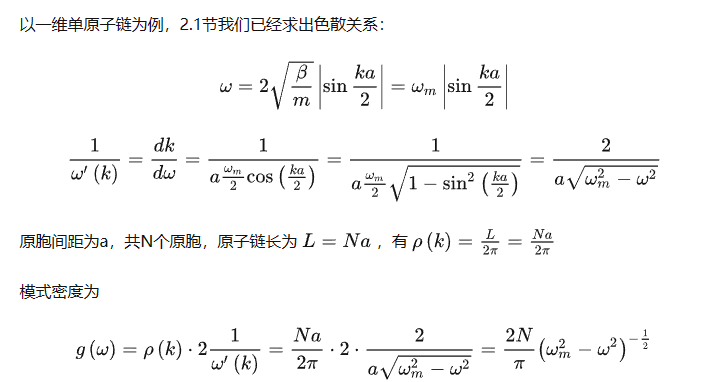 以一维单原子链为例，2.1节我们已经求出色散关系：
$\omega = 2\sqrt{\frac{\beta}{m}}\left|\sin\frac{ka}{2}\right| = \omega_m\left|\sin\frac{ka}{2}\right|$
$\frac{1}{\omega'(k)} = \frac{dk}{d\omega} = \frac{1}{a\frac{\omega_m}{2}\cos\left(\frac{ka}{2}\right)} = \frac{1}{a\frac{\omega_m}{2}\sqrt{1-\sin^2\left(\frac{ka}{2}\right)}} = \frac{2}{a\sqrt{\omega_m^2-\omega^2}}$
原胞间距为a，共N个原胞，原子链长为 $L = Na$ ，有 $\rho(k) = \frac{L}{2\pi} = \frac{Na}{2\pi}$
模式密度为
$g(\omega) = \rho(k)\cdot 2\frac{1}{\omega'(k)} = \frac{Na}{2\pi}\cdot 2\cdot\frac{2}{a\sqrt{\omega_m^2-\omega^2}} = \frac{2N}{\pi}\left(\omega_m^2-\omega^2\right)^{-\frac{1}{2}}$